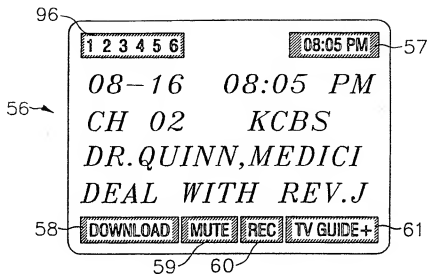 96
1 2 3 4 5 6 08:05 PM 57
08-16 08:05 PM
56 CH 02 KCBS
DR.QUINN,MEDICI
DEAL WITH REV.J
58 DOWNLOAD MUTE REC TV GUIDE+ 61
59 60